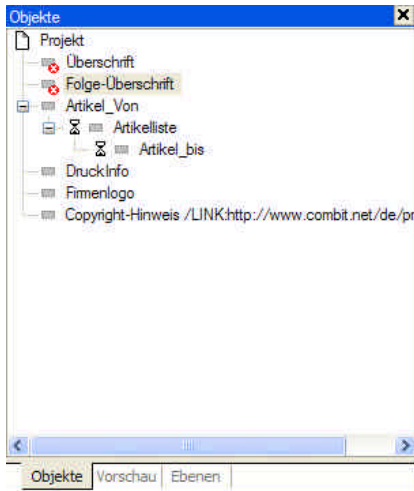 Objekte
Projekt
Überschrift
Folge-Überschrift
Artikel_Von
Artikelliste
Artikel_bis
DruckInfo
Firmenlogo
Copyright-Hinweis /LINK:http://www.combit.net/de/pr
Objekte Vorschau Ebenen